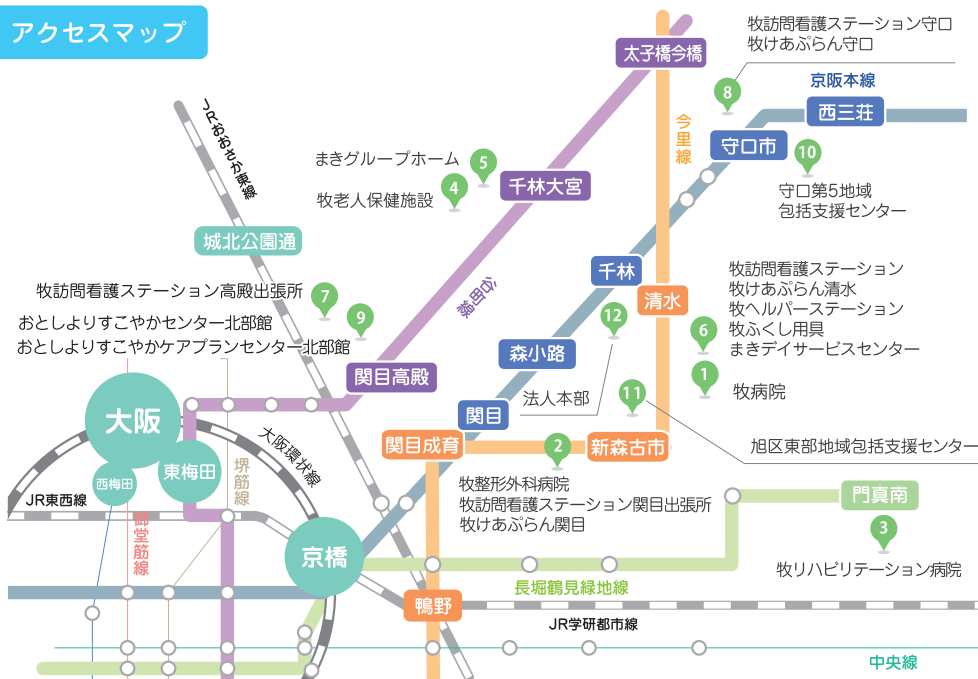 アクセスマップ
太子橋今橋
牧訪問看護ステーション守口
牧けあぷらん守口
8
京阪本線
西三荘
JRおおさか東線
今里線
守口市
10
まきグループホーム
5
千林大宮
4
牧老人保健施設
守口第5地域
包括支援センター
城北公園通
千林
谷町線
清水
牧訪問看護ステーション
牧けあぷらん清水
牧ヘルパーステーション
牧ふくし用具
まきデイサービスセンター
6
牧訪問看護ステーション高殿出張所
7
おとしよりすこやかセンター北部館
おとしよりすこやかケアプランセンター北部館
9
12
森小路
関目高殿
1
牧病院
法人本部
11
大阪
関目
大阪環状線
関目成育
2
新森古市
旭区東部地域包括支援センター
東梅田
西梅田
堺筋線
牧整形外科病院
牧訪問看護ステーション関目出張所
牧けあぷらん関目
門真南
JR東西線
御堂筋線
3
京橋
牧リハビリテーション病院
長堀鶴見緑地線
鴨野
JR学研都市線
中央線